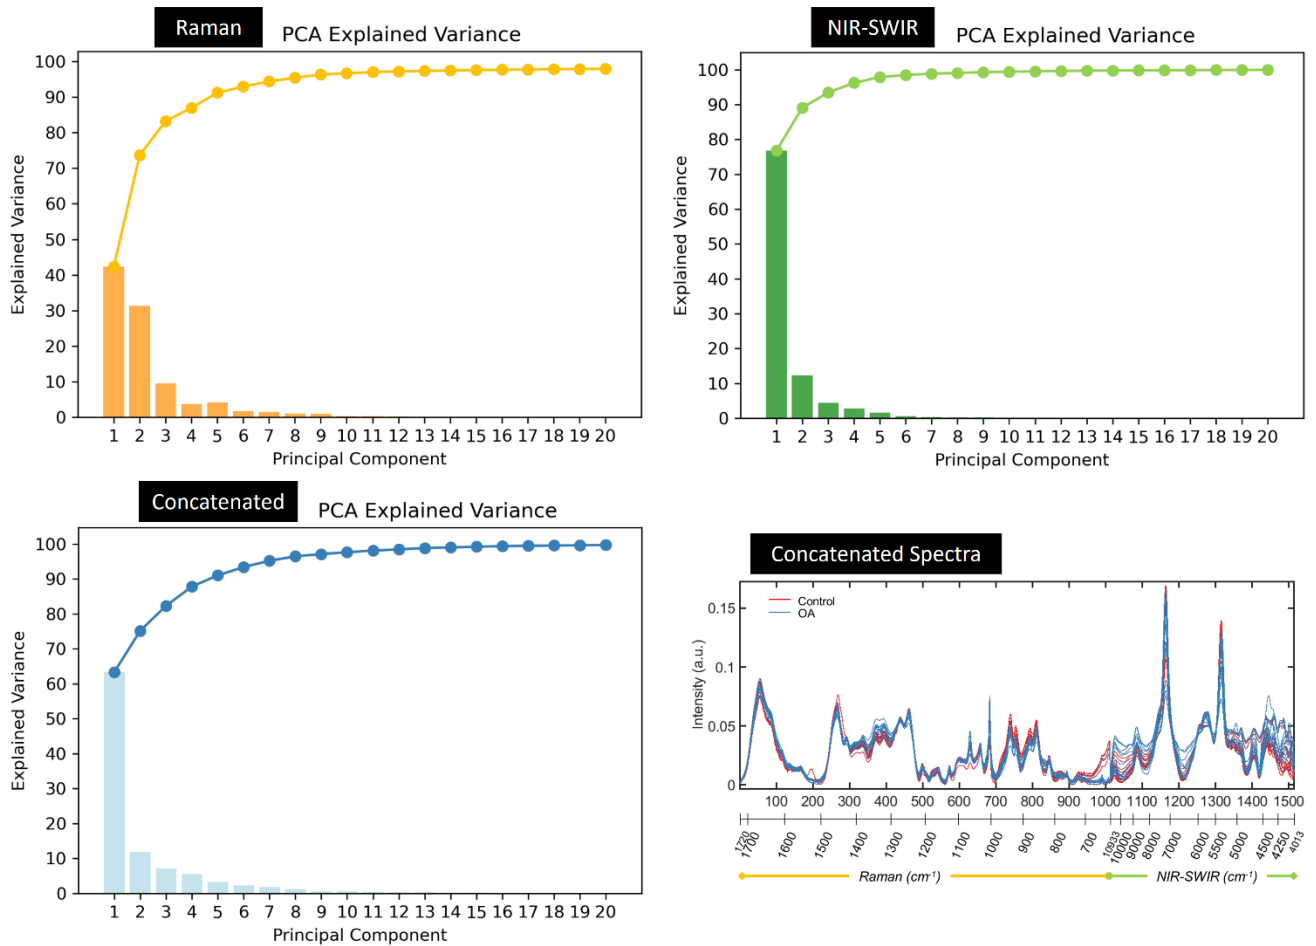 Raman
PCA Explained Variance
100
90
80
70
60
50
40
30
20
10
0
Explained Variance
1 2 3 4 5 6 7 8 9 10 11 12 13 14 15 16 17 18 19 20
Principal Component
NIR-SWIR
PCA Explained Variance
100
90
80
70
60
50
40
30
20
10
0
Explained Variance
1 2 3 4 5 6 7 8 9 10 11 12 13 14 15 16 17 18 19 20
Principal Component
Concatenated
PCA Explained Variance
100
90
80
70
60
50
40
30
20
10
0
Explained Variance
1 2 3 4 5 6 7 8 9 10 11 12 13 14 15 16 17 18 19 20
Principal Component
Concatenated Spectra
Control
OA
0.15
0.1
0.05
0
Intensity (a.u.)
100 200 300 400 500 600 700 800 900 1000 1100 1200 1300 1400 1500
1720 1700 1600 1500 1400 1300 1200 1100 1000 900 800 700 10933 10000 9000 8000 7000 6000 5500 5000 4500 4250 4013
Raman (cm⁻¹) NIR-SWIR (cm⁻¹)